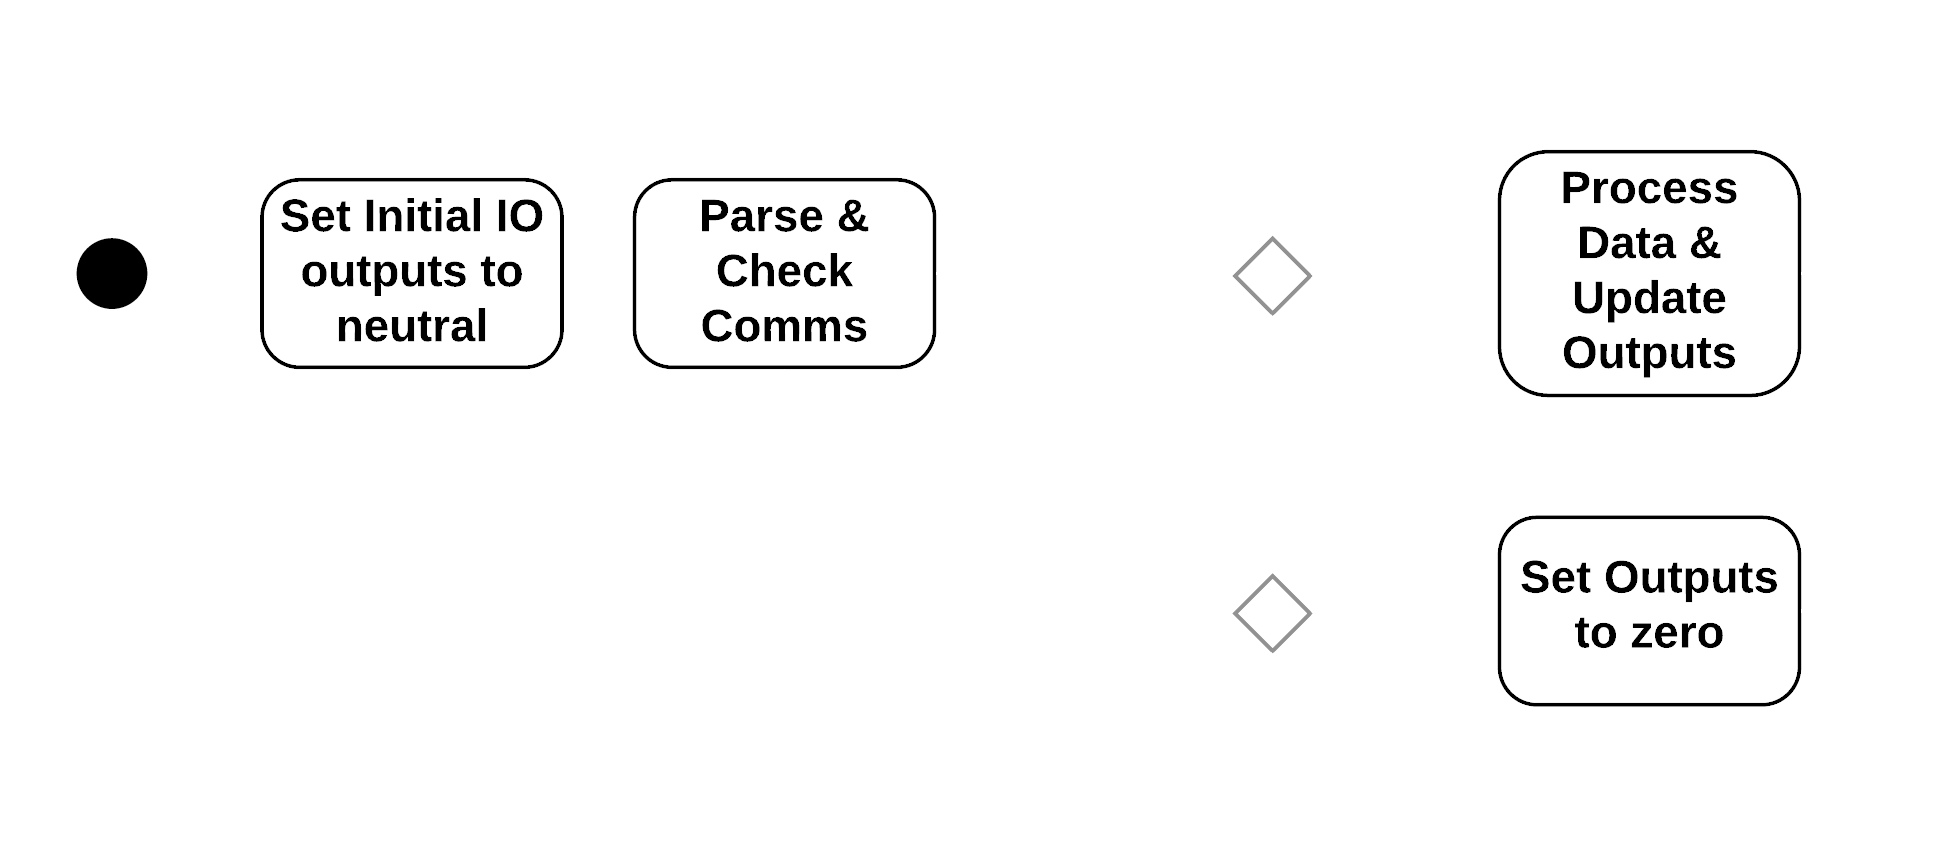 Set Initial IO
outputs to
neutral
Parse &
Check
Comms
Process
Data &
Update
Outputs
Set Outputs
to zero